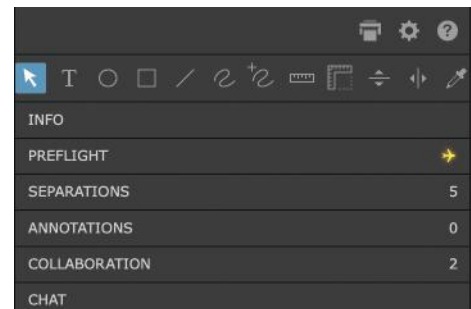 T
INFO
PREFLIGHT
SEPARATIONS 5
ANNOTATIONS 0
COLLABORATION 2
CHAT